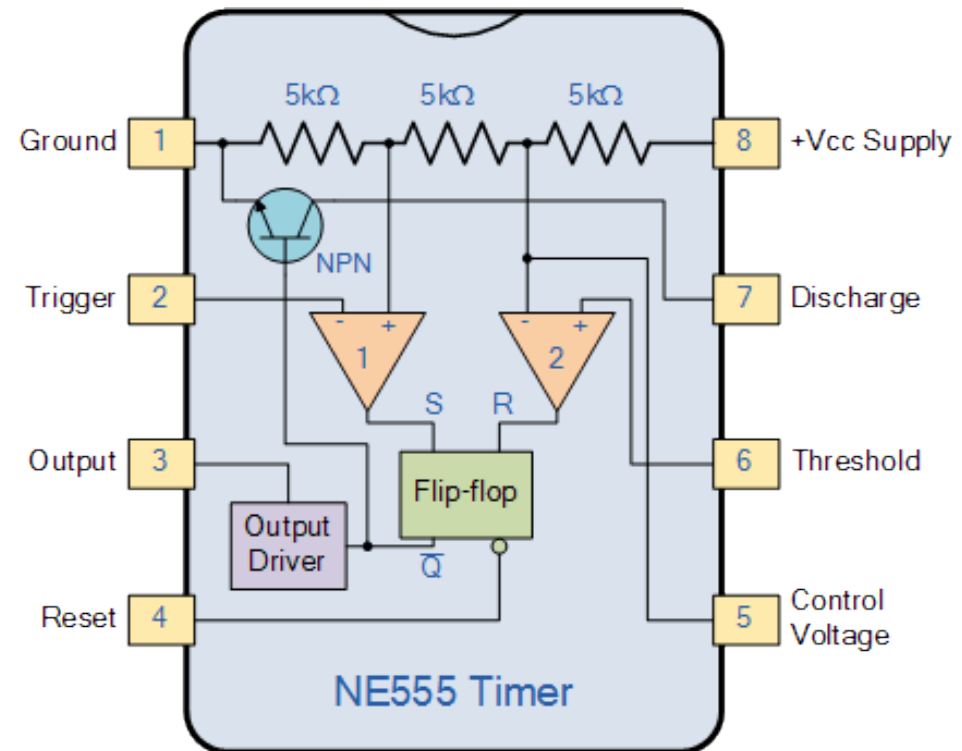 5kΩ 5kΩ 5kΩ
Ground 1
8 +Vcc Supply
NPN
Trigger 2
7 Discharge
- +
- +
1
2
S R
Output 3
6 Threshold
Flip-flop
Output
Driver
Q̅
Reset 4
5 Control
Voltage
NE555 Timer